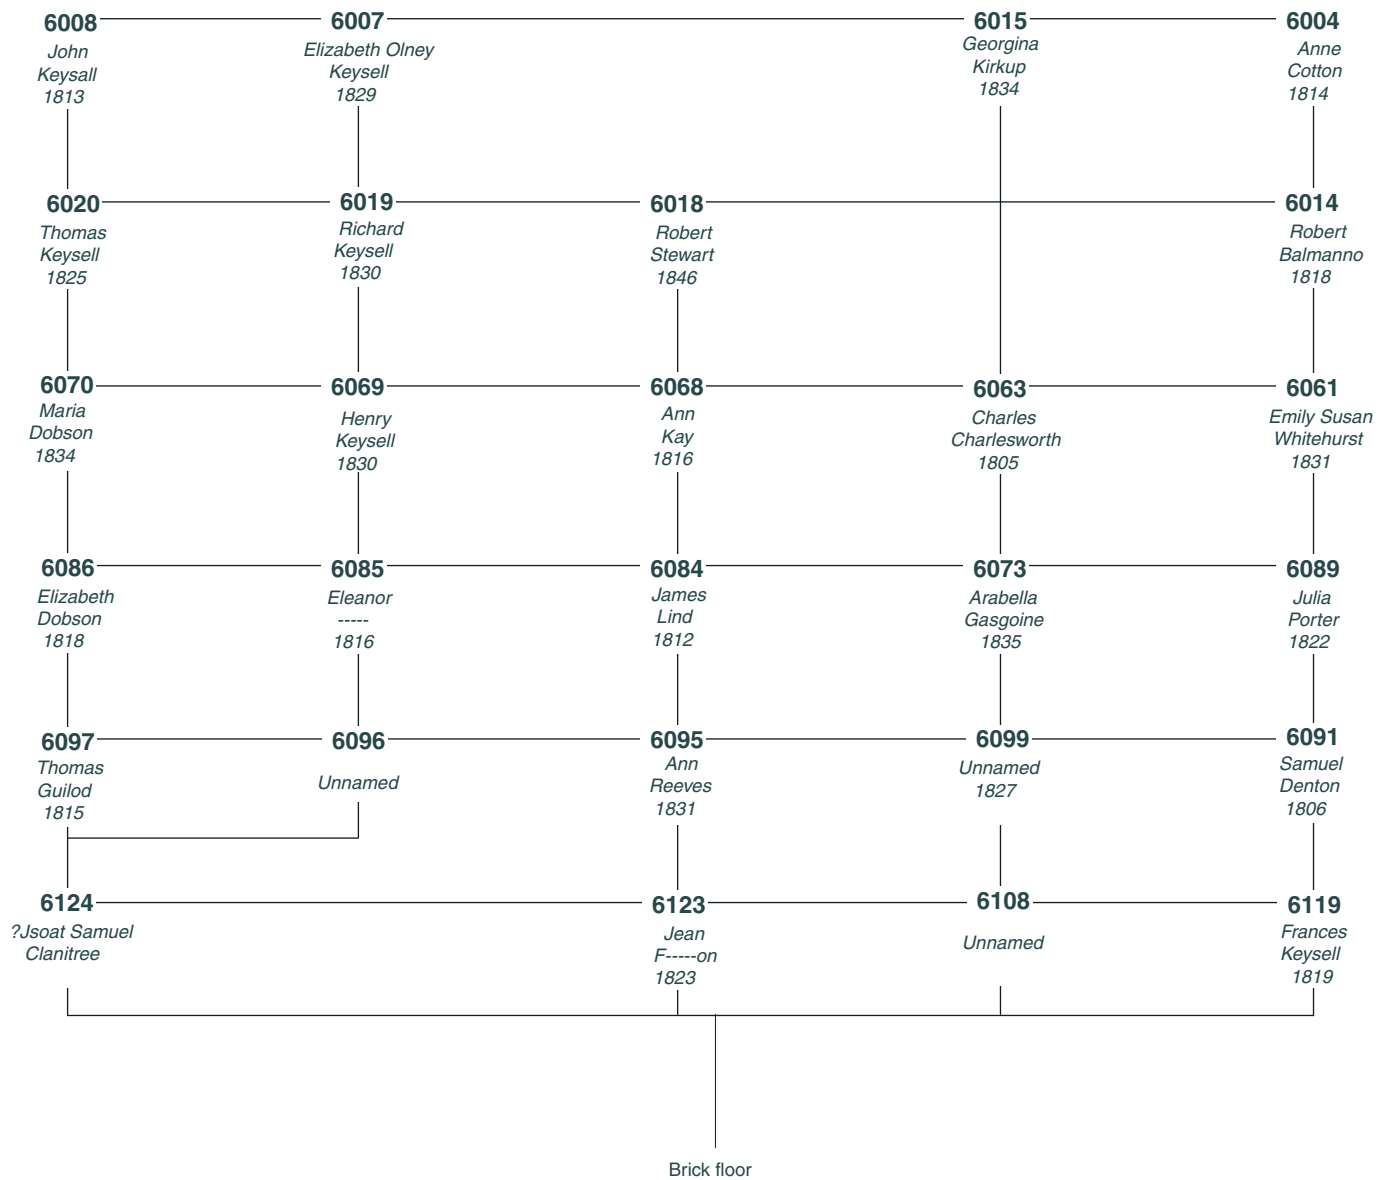 6008
John
Keysall
1813
6007
Elizabeth Olney
Keysell
1829
6015
Georgina
Kirkup
1834
6004
Anne
Cotton
1814
6020
Thomas
Keysell
1825
6019
Richard
Keysell
1830
6018
Robert
Stewart
1846
6014
Robert
Balmanno
1818
6070
Maria
Dobson
1834
6069
Henry
Keysell
1830
6068
Ann
Kay
1816
6063
Charles
Charlesworth
1805
6061
Emily Susan
Whitehurst
1831
6086
Elizabeth
Dobson
1818
6085
Eleanor
-----
1816
6084
James
Lind
1812
6073
Arabella
Gasgoine
1835
6089
Julia
Porter
1822
6097
Thomas
Guilod
1815
6096
Unnamed
6095
Ann
Reeves
1831
6099
Unnamed
1827
6091
Samuel
Denton
1806
6124
?Jsoat Samuel
Clanitree
6123
Jean
F-----on
1823
6108
Unnamed
6119
Frances
Keysell
1819
Brick floor